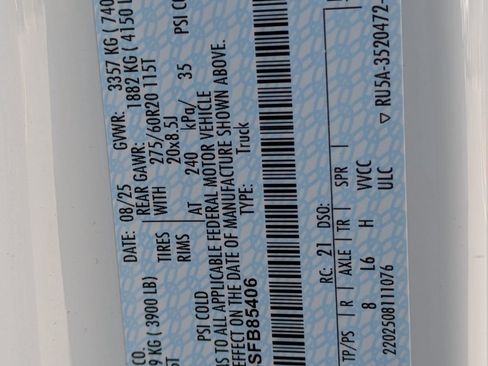 CO.
DATE: 08/25 GVWR: 3357 KG ( 740
9 KG ( 3900 LB) REAR GAWR: 1882 KG ( 4150 L
5T TIRES WITH 275/60R20 115T
RIMS 20x8.5J
PSI COLD AT 240 kPa/ 35 PSI C
S TO ALL APPLICABLE FEDERAL MOTOR VEHICLE
EFFECT ON THE DATE OF MANUFACTURE SHOWN ABOVE.
SFB85406 TYPE: Truck
RC: 21 DSO:
TP/PS R AXLE TR SPR
8 L6 H VVCC
2202508111076 ULC ▽ RU5A-3520472-